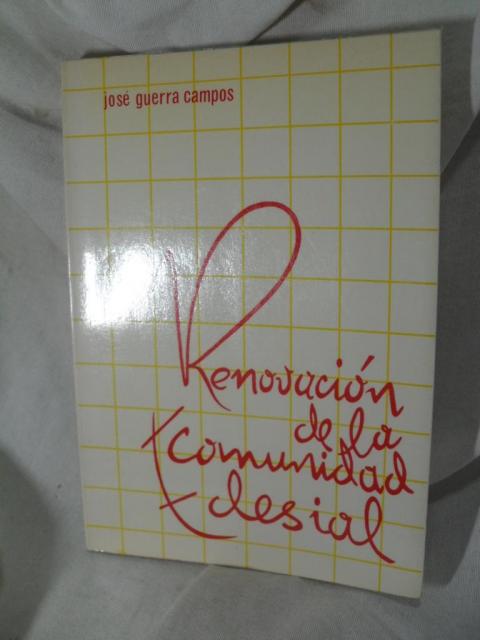 josé guerra campos
Renovación
de la
comunidad
Eclesial